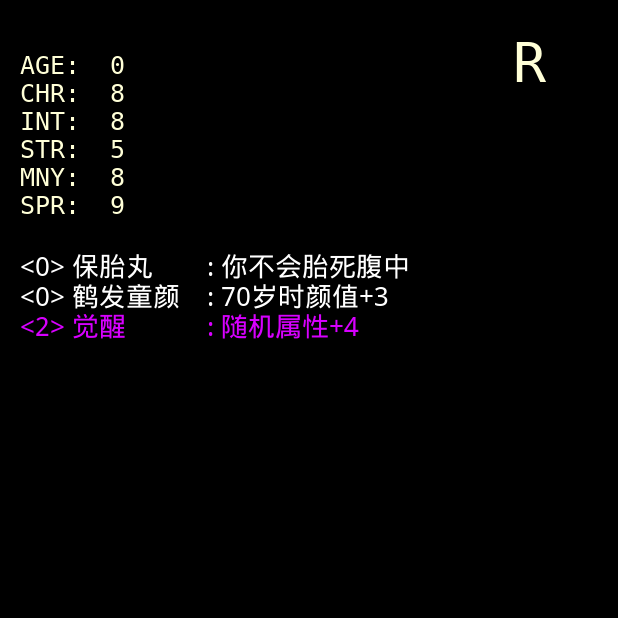 R
AGE: 0
CHR: 8
INT: 8
STR: 5
MNY: 8
SPR: 9
<0> 保胎丸 : 你不会胎死腹中
<0> 鹤发童颜 : 70岁时颜值+3
<2> 觉醒 : 随机属性+4